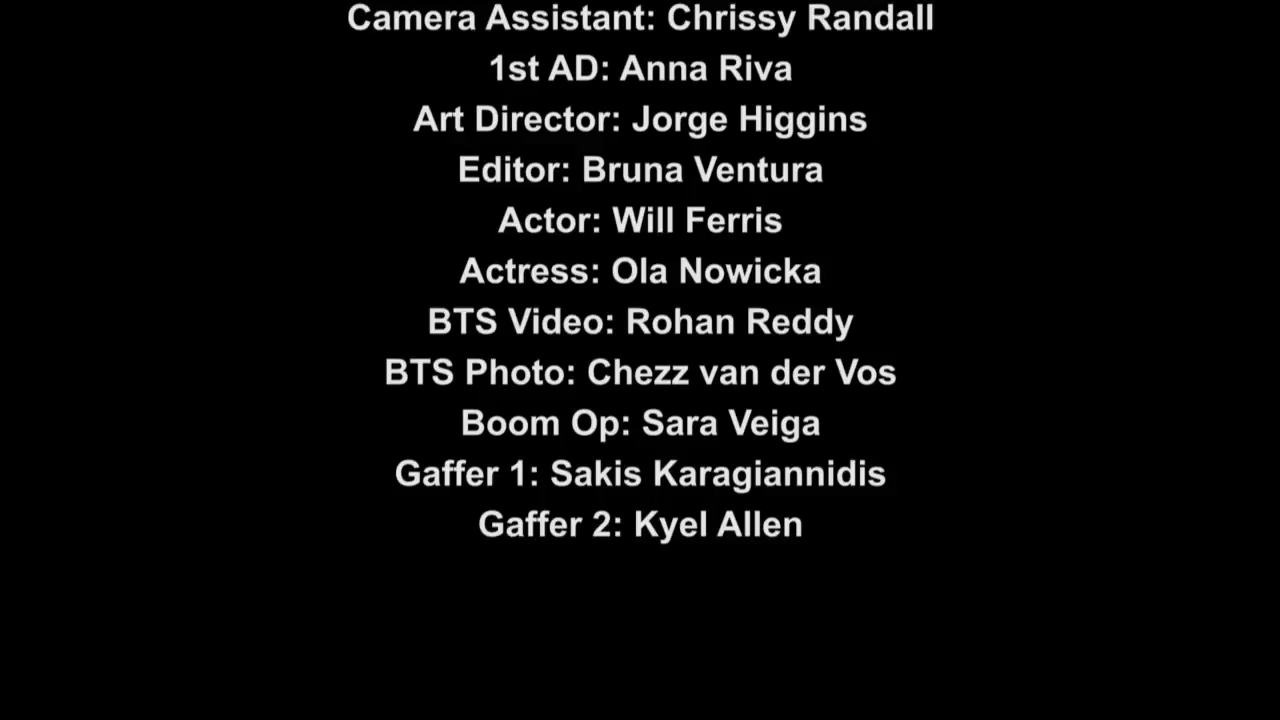 Camera Assistant: Chrissy Randall
1st AD: Anna Riva
Art Director: Jorge Higgins
Editor: Bruna Ventura
Actor: Will Ferris
Actress: Ola Nowicka
BTS Video: Rohan Reddy
BTS Photo: Chezz van der Vos
Boom Op: Sara Veiga
Gaffer 1: Sakis Karagiannidis
Gaffer 2: Kyel Allen